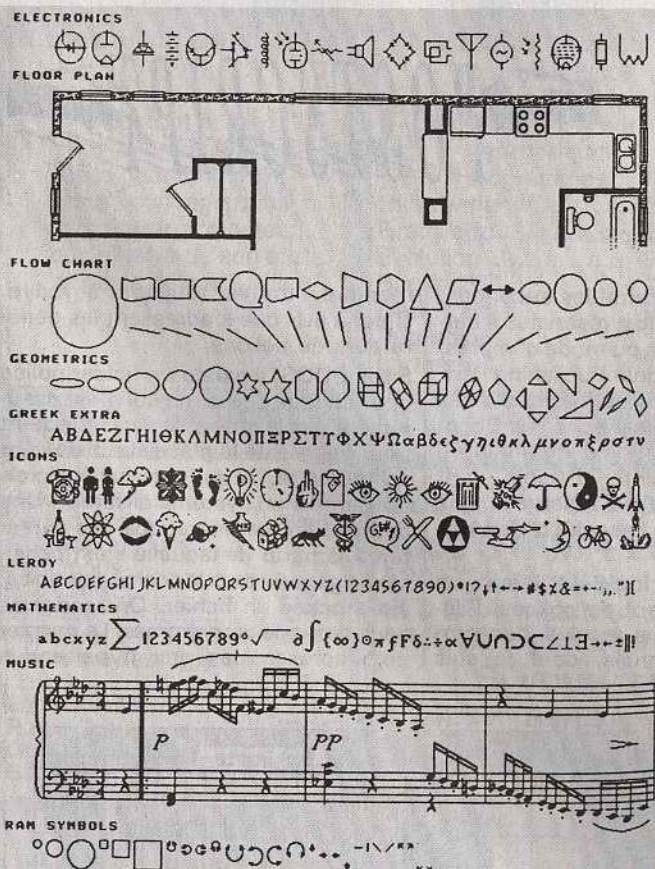 ELECTRONICS
FLOOR PLAN
FLOW CHART
GEOMETRICS
GREEK EXTRA
ΑΒΔΕΖΓΗΙΘΚΛΜΝΟΠΞΡΣΤΥΦΧΨΩαβδεζγηιθκλμνοπξρστυ
ICONS
LEROY
ABCDEFGHIJKLMNOPQRSTUVWXYZ(1234567890)*!?↓↑←→#$%&=+-·;,."][
MATHEMATICS
abcxyz∑123456789°√∂∫{∞}⊙πƒFδ∴÷∝∀∪∩⊃⊂∠⊥∃→←±‖!
MUSIC
P PP
RAM SYMBOLS